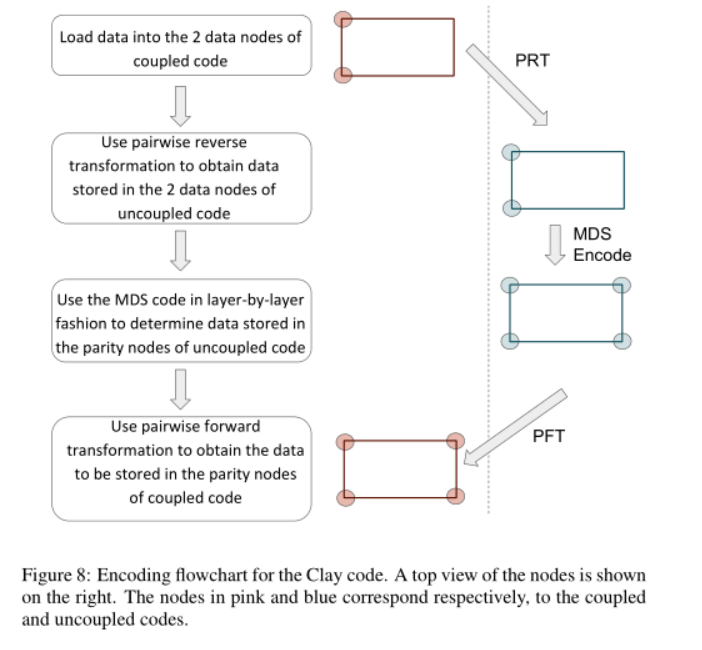 Load data into the 2 data nodes of
coupled code
PRT
Use pairwise reverse
transformation to obtain data
stored in the 2 data nodes of
uncoupled code
MDS
Encode
Use the MDS code in layer-by-layer
fashion to determine data stored in
the parity nodes of uncoupled code
Use pairwise forward
transformation to obtain the data
to be stored in the parity nodes
of coupled code
PFT
Figure 8: Encoding flowchart for the Clay code. A top view of the nodes is shown
on the right. The nodes in pink and blue correspond respectively, to the coupled
and uncoupled codes.